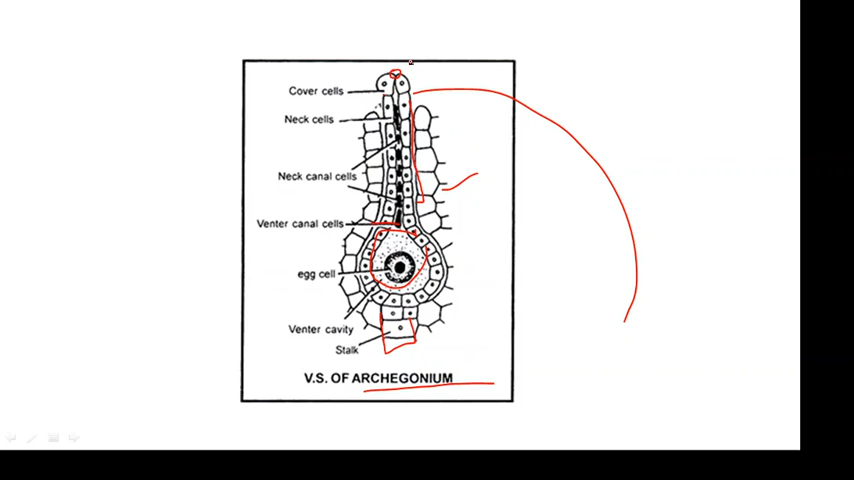 Cover cells
Neck cells
Neck canal cells
Venter canal cells
egg cell
Venter cavity
Stalk
V.S. OF ARCHEGONIUM